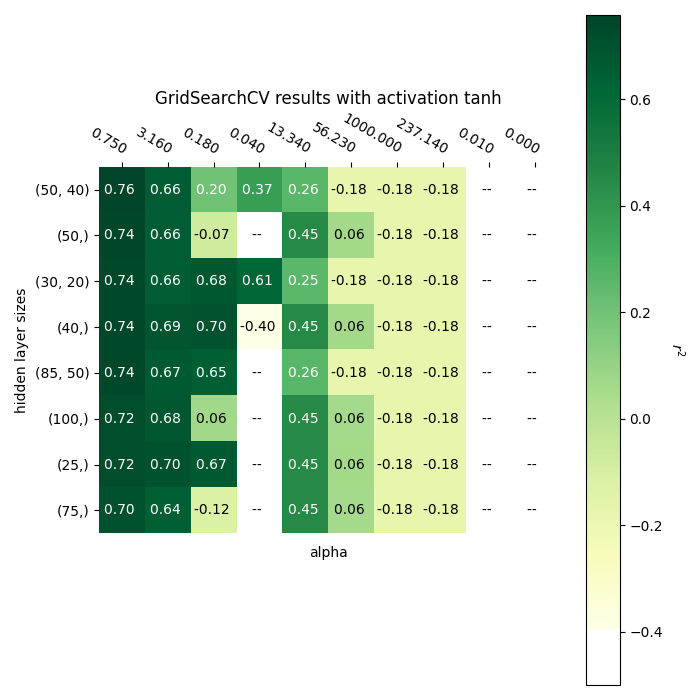 GridSearchCV results with activation tanh
0.750 3.160 0.180 0.040 13.340 56.230 1000.000 237.140 0.010 0.000
(50, 40) 0.76 0.66 0.20 0.37 0.26 -0.18 -0.18 -0.18 -- --
(50,) 0.74 0.66 -0.07 -- 0.45 0.06 -0.18 -0.18 -- --
(30, 20) 0.74 0.66 0.68 0.61 0.25 -0.18 -0.18 -0.18 -- --
(40,) 0.74 0.69 0.70 -0.40 0.45 0.06 -0.18 -0.18 -- --
(85, 50) 0.74 0.67 0.65 -- 0.26 -0.18 -0.18 -0.18 -- --
(100,) 0.72 0.68 0.06 -- 0.45 0.06 -0.18 -0.18 -- --
(25,) 0.72 0.70 0.67 -- 0.45 0.06 -0.18 -0.18 -- --
(75,) 0.70 0.64 -0.12 -- 0.45 0.06 -0.18 -0.18 -- --
hidden layer sizes
alpha
0.6
0.4
0.2
0.0
−0.2
−0.4
r²